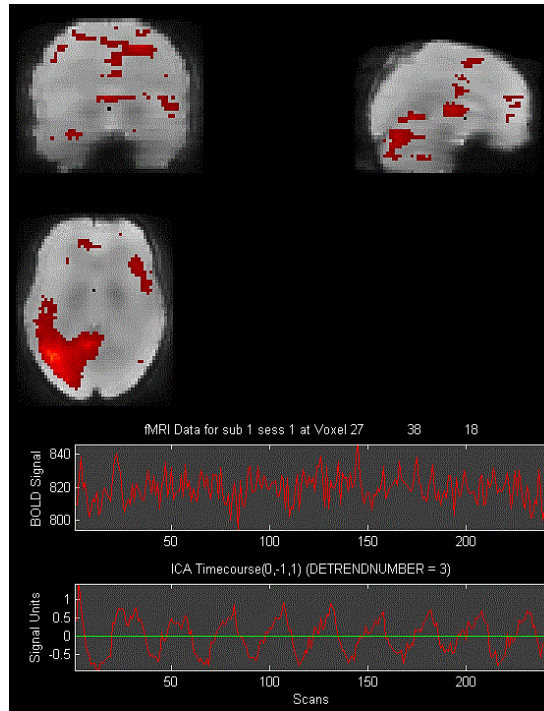 fMRI Data for sub 1 sess 1 at Voxel 27 38 18
BOLD Signal
840
820
800
50 100 150 200
ICA Timecourse(0,-1,1) (DETRENDNUMBER = 3)
Signal Units
1
0.5
0
-0.5
50 100 150 200
Scans